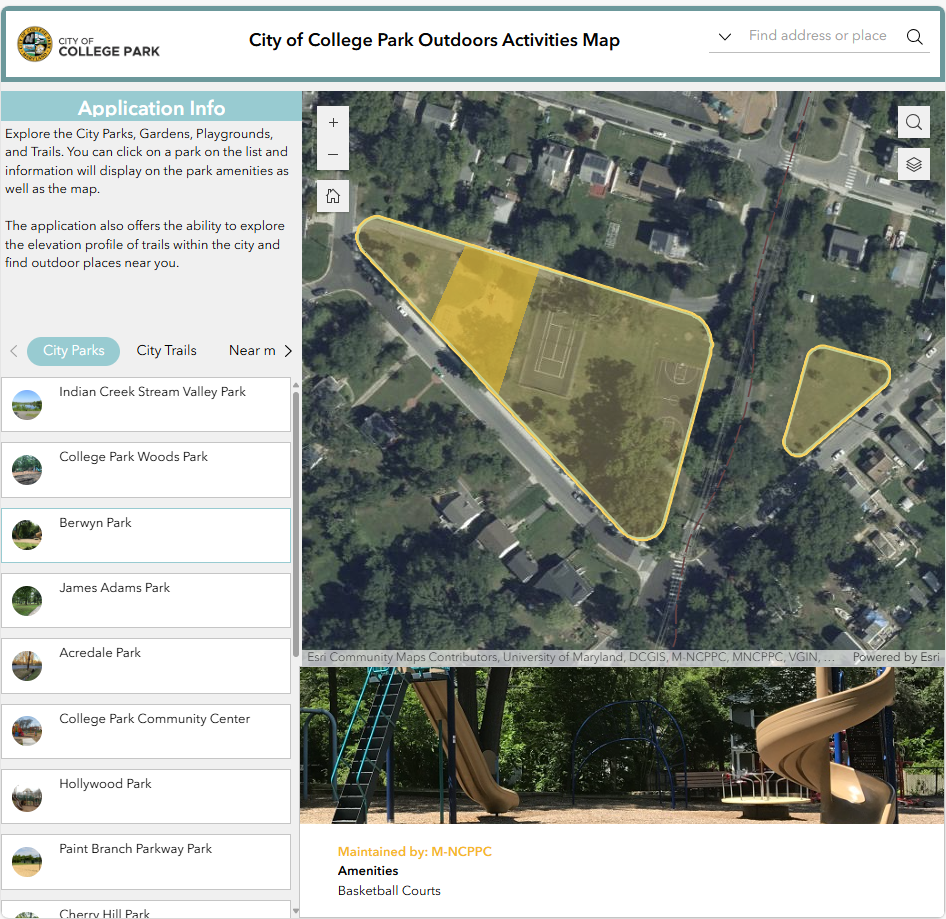 CITY OF
COLLEGE PARK
City of College Park Outdoors Activities Map
Find address or place
Application Info
Explore the City Parks, Gardens, Playgrounds,
and Trails. You can click on a park on the list and
information will display on the park amenities as
well as the map.
The application also offers the ability to explore
the elevation profile of trails within the city and
find outdoor places near you.
City Parks
City Trails
Near m
Indian Creek Stream Valley Park
College Park Woods Park
Berwyn Park
James Adams Park
Acredale Park
College Park Community Center
Hollywood Park
Paint Branch Parkway Park
Cherry Hill Park
Esri Community Maps Contributors, University of Maryland, DCGIS, M-NCPPC, MNCPPC, VGIN, ...
Powered by Esri
Maintained by: M-NCPPC
Amenities
Basketball Courts